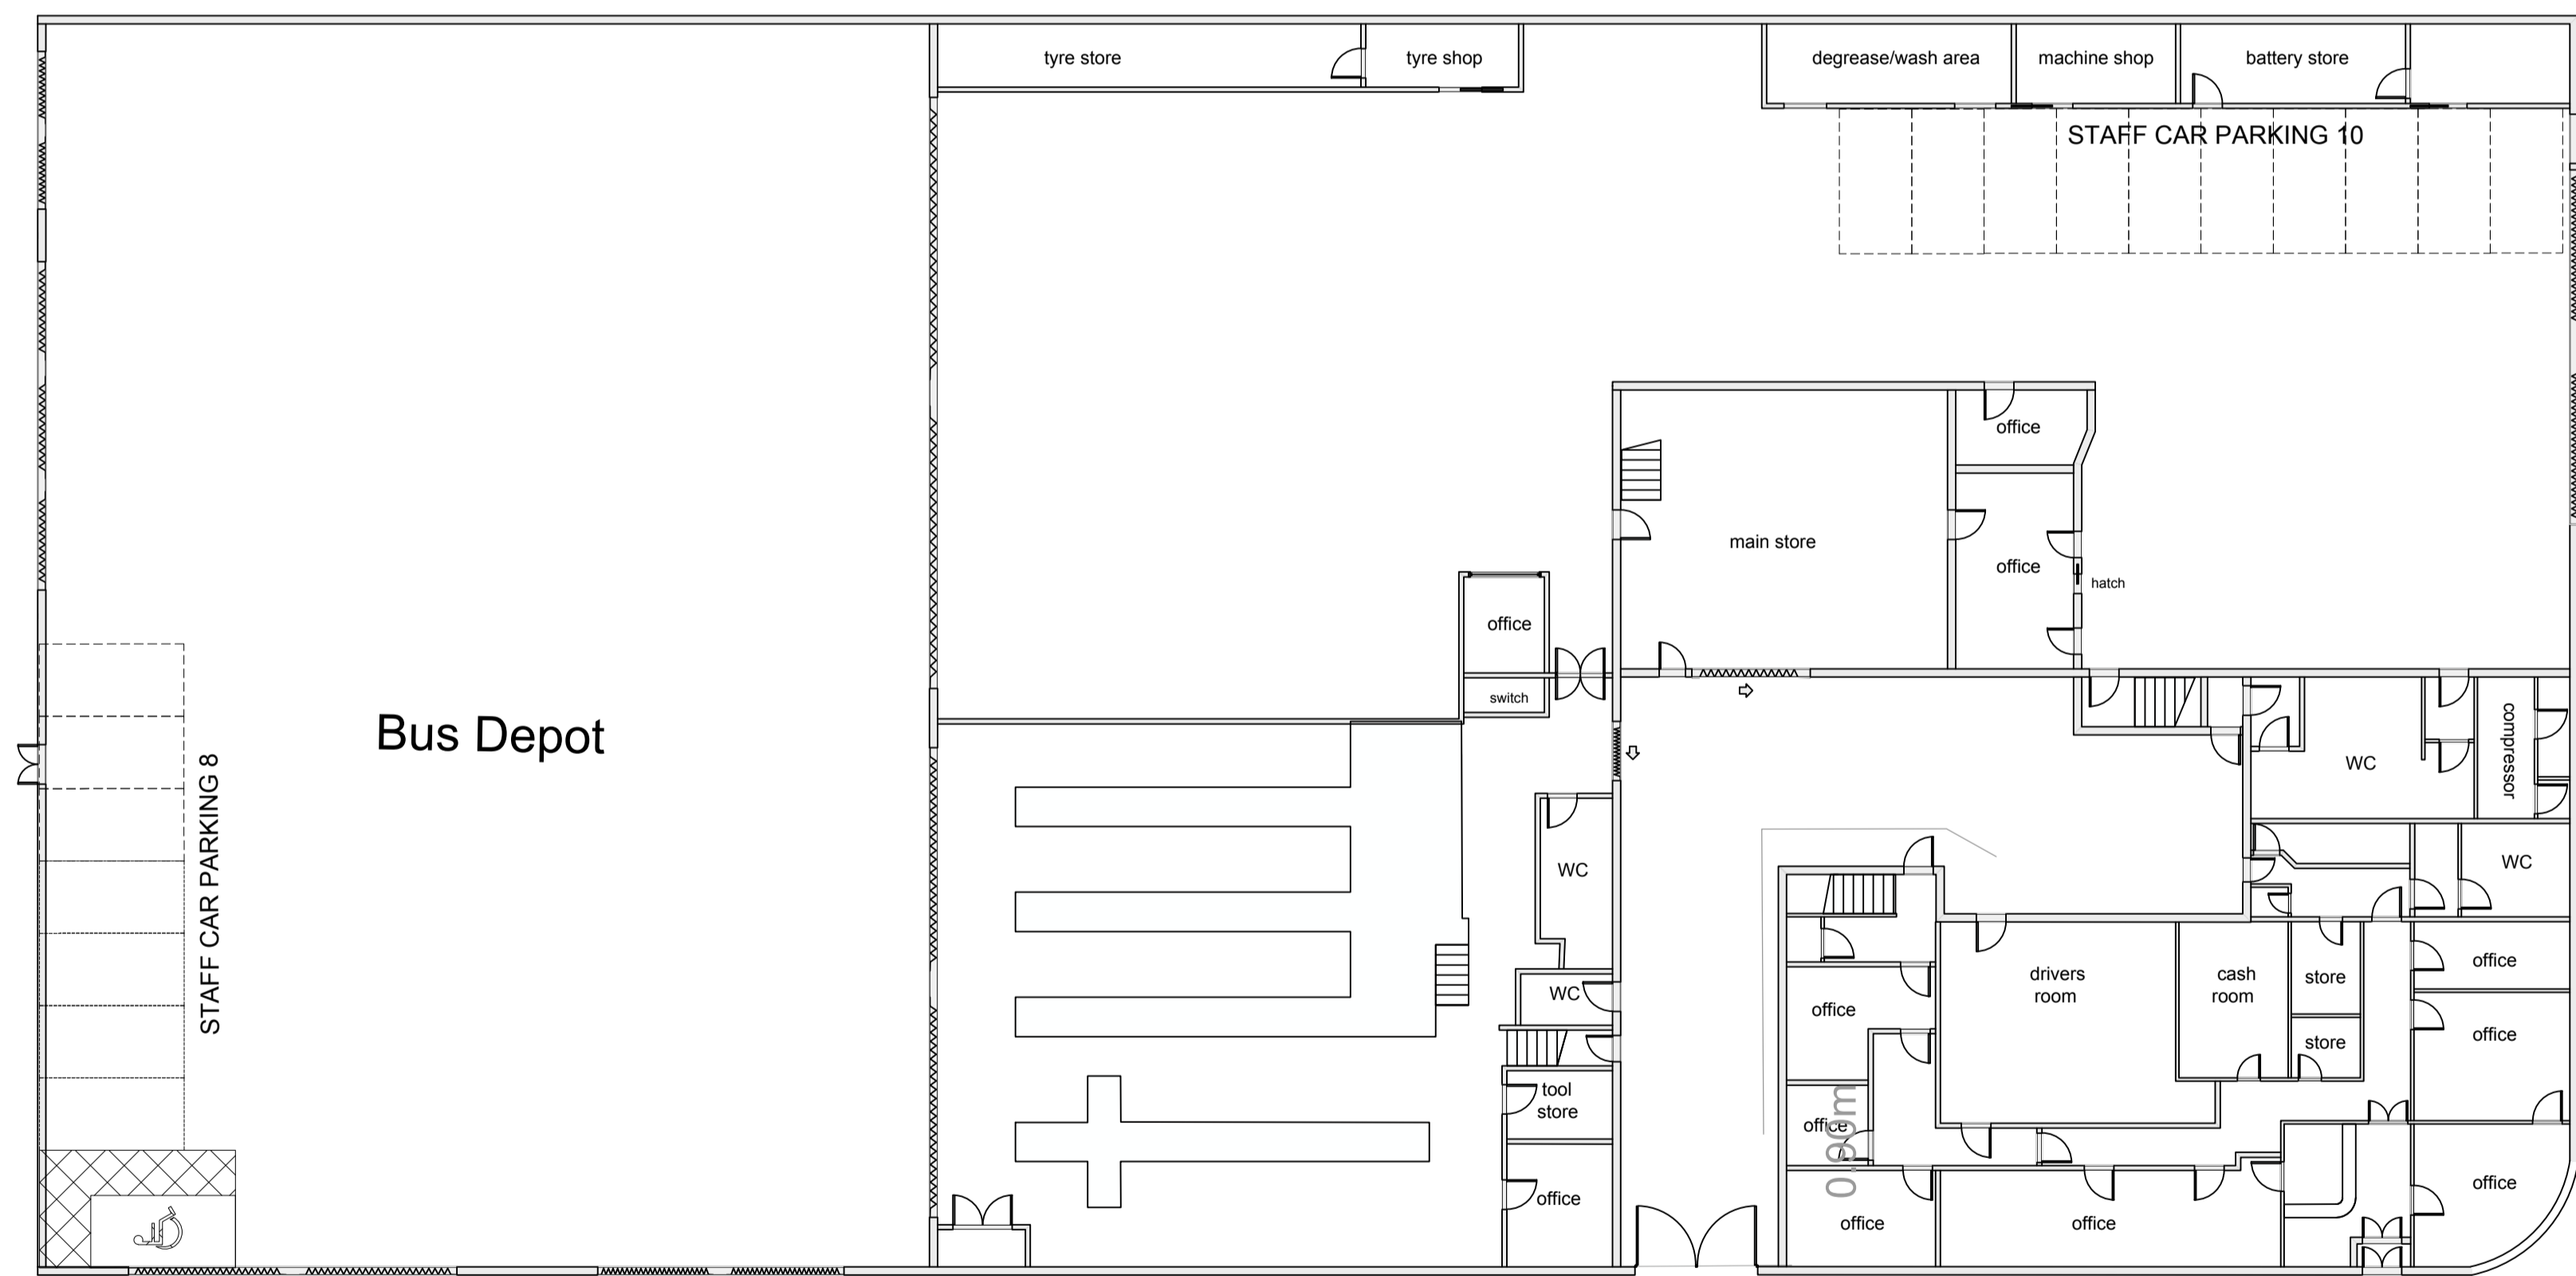 tyre store
tyre shop
degrease/wash area
machine shop
battery store
STAFF CAR PARKING 10
office
main store
office
hatch
office
switch
Bus Depot
STAFF CAR PARKING 8
WC
compressor
WC
WC
WC
drivers
room
cash
room
store
store
office
office
office
office
0.90m
tool
store
office
office
office
office